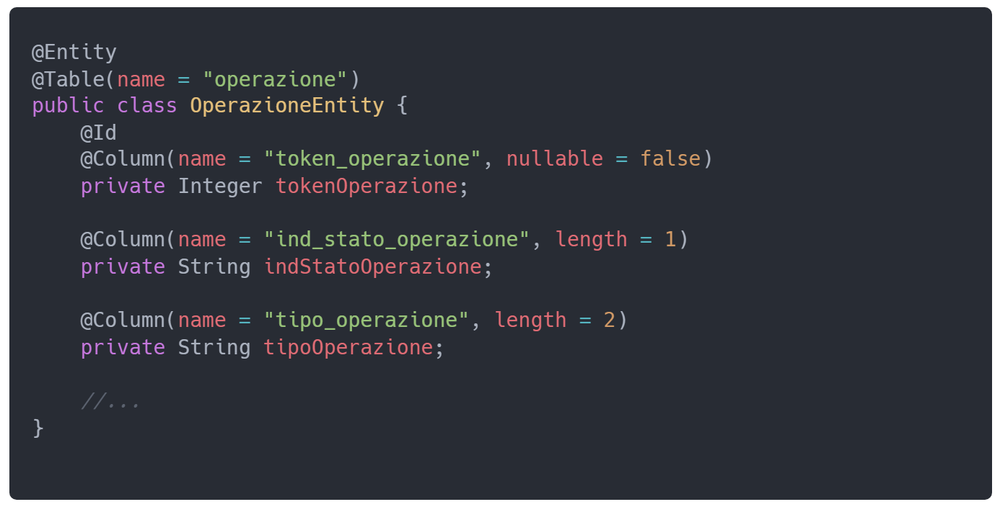 @Entity
@Table(name = "operazione")
public class OperazioneEntity {
    @Id
    @Column(name = "token_operazione", nullable = false)
    private Integer tokenOperazione;

    @Column(name = "ind_stato_operazione", length = 1)
    private String indStatoOperazione;

    @Column(name = "tipo_operazione", length = 2)
    private String tipoOperazione;

    //...
}